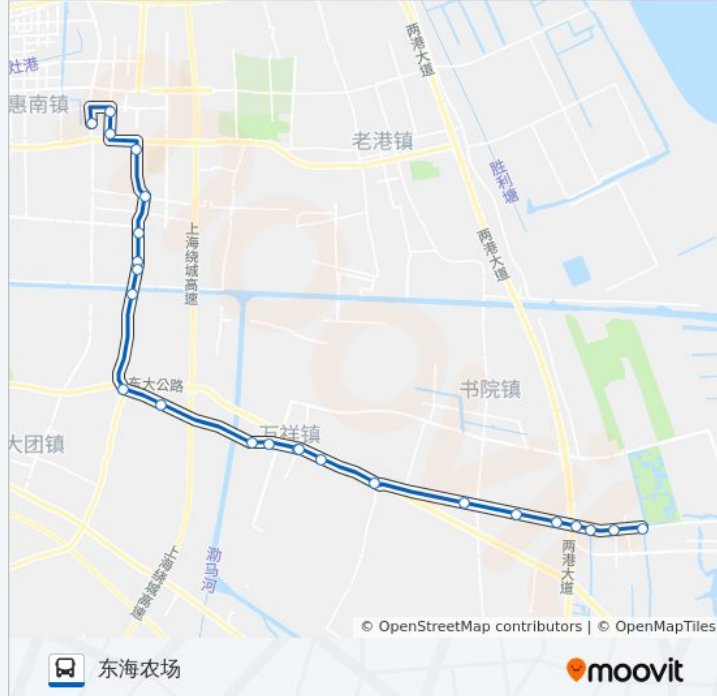 两港大道
灶港
惠南镇
老港镇
胜利塘
上海绕城高速
两港大道
东大公路
书院镇
万祥镇
大团镇
上海绕城高速
泐马河
两港大道
© OpenStreetMap contributors | © OpenMapTiles
东海农场
moovit